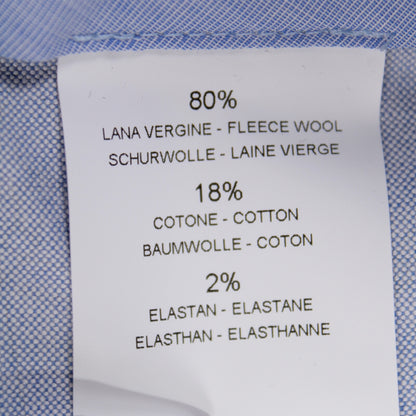 80%
LANA VERGINE - FLEECE WOOL
SCHURWOLLE - LAINE VIERGE
18%
COTONE - COTTON
BAUMWOLLE - COTON
2%
ELASTAN - ELASTANE
ELASTHAN - ELASTHANNE